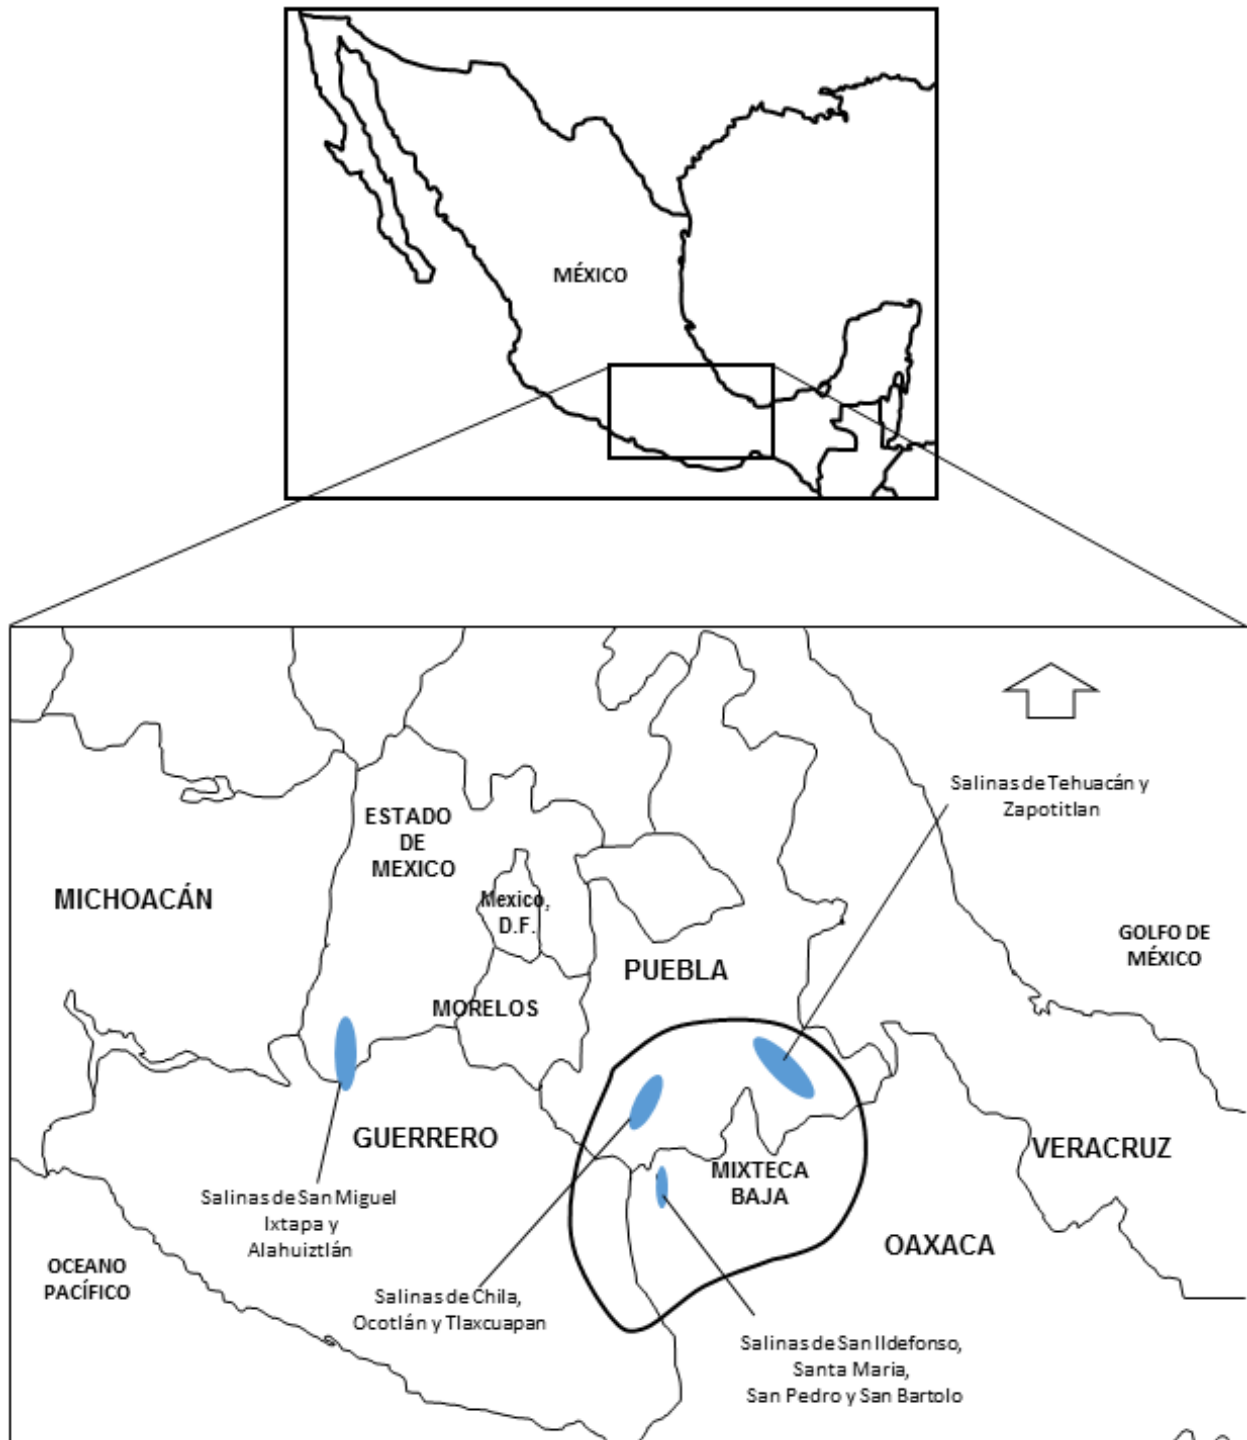 MÉXICO
Salinas de Tehuacán y
Zapotitlan
ESTADO
DE
MEXICO
MICHOACÁN
Mexico,
D.F.
GOLFO DE
MÉXICO
PUEBLA
MORELOS
GUERRERO
VERACRUZ
MIXTECA
BAJA
Salinas de San Miguel
Ixtapa y
Alahuiztlán
OAXACA
OCEANO
PACÍFICO
Salinas de Chila,
Ocotlán y Tlaxcuapan
Salinas de San Ildefonso,
Santa Maria,
San Pedro y San Bartolo